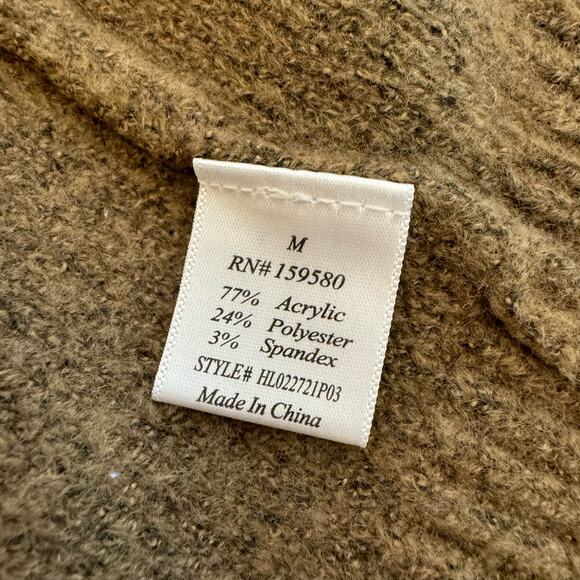 M
RN# 159580
77% Acrylic
24% Polyester
3% Spandex
STYLE# HL022721P03
Made In China